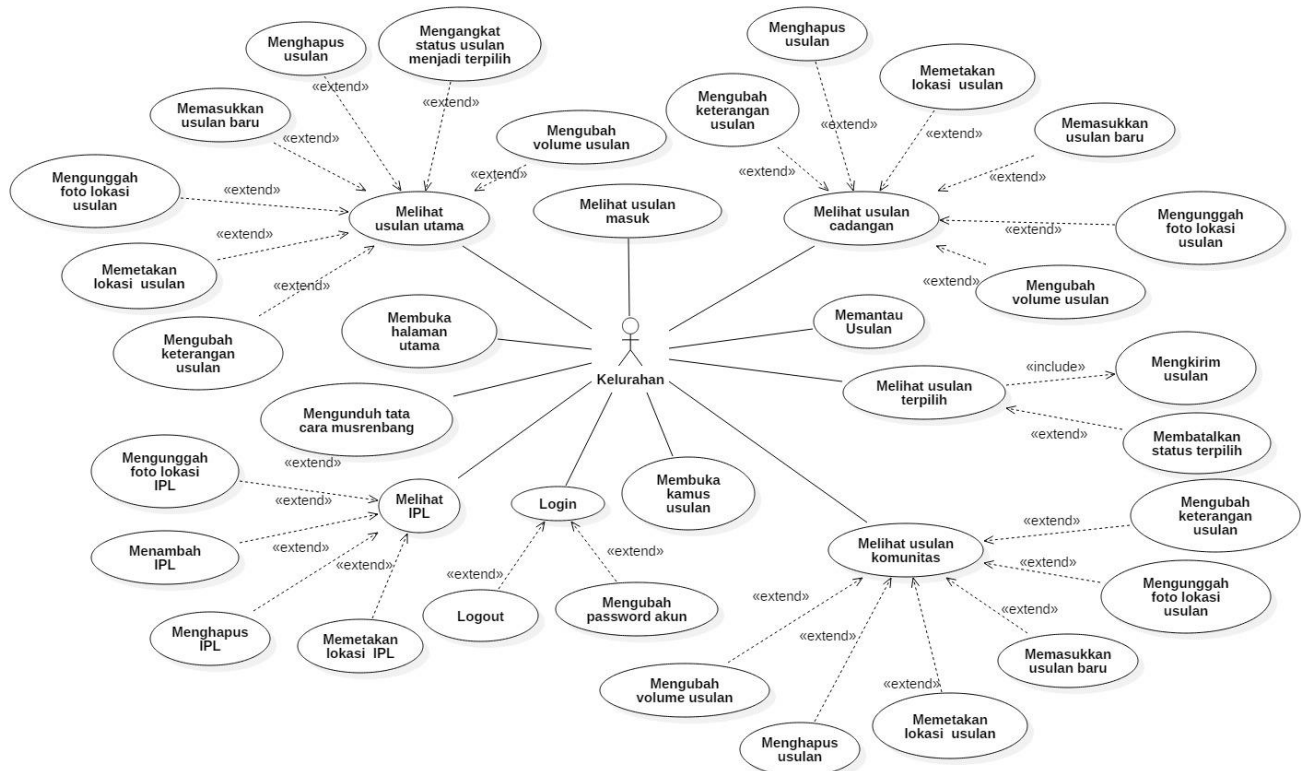 Menghapus
usulan
«extend»
Mengangkat
status usulan
menjadi terpilih
«extend»
Memasukkan
usulan baru
«extend»
Mengubah
volume usulan
«extend»
Mengunggah
foto lokasi
usulan
«extend»
Melihat
usulan utama
Memetakan
lokasi usulan
«extend»
Mengubah
keterangan
usulan
«extend»
Melihat usulan
masuk
Menghapus
usulan
«extend»
Mengubah
keterangan
usulan
«extend»
Memetakan
lokasi usulan
«extend»
Memasukkan
usulan baru
«extend»
Melihat usulan
cadangan
Mengunggah
foto lokasi
usulan
«extend»
Mengubah
volume usulan
«extend»
Membuka
halaman
utama
Kelurahan
Memantau
Usulan
Melihat usulan
terpilih
«include»
Mengkirim
usulan
«extend»
Membatalkan
status terpilih
Mengunduh tata
cara musrenbang
Mengunggah
foto lokasi
IPL
«extend»
Melihat
IPL
«extend»
Menambah
IPL
«extend»
Menghapus
IPL
«extend»
Memetakan
lokasi IPL
Login
«extend»
Logout
«extend»
Mengubah
password akun
Membuka
kamus
usulan
Melihat usulan
komunitas
«extend»
Mengubah
keterangan
usulan
«extend»
Mengunggah
foto lokasi
usulan
«extend»
Memasukkan
usulan baru
«extend»
Mengubah
volume usulan
«extend»
Menghapus
usulan
«extend»
Memetakan
lokasi usulan